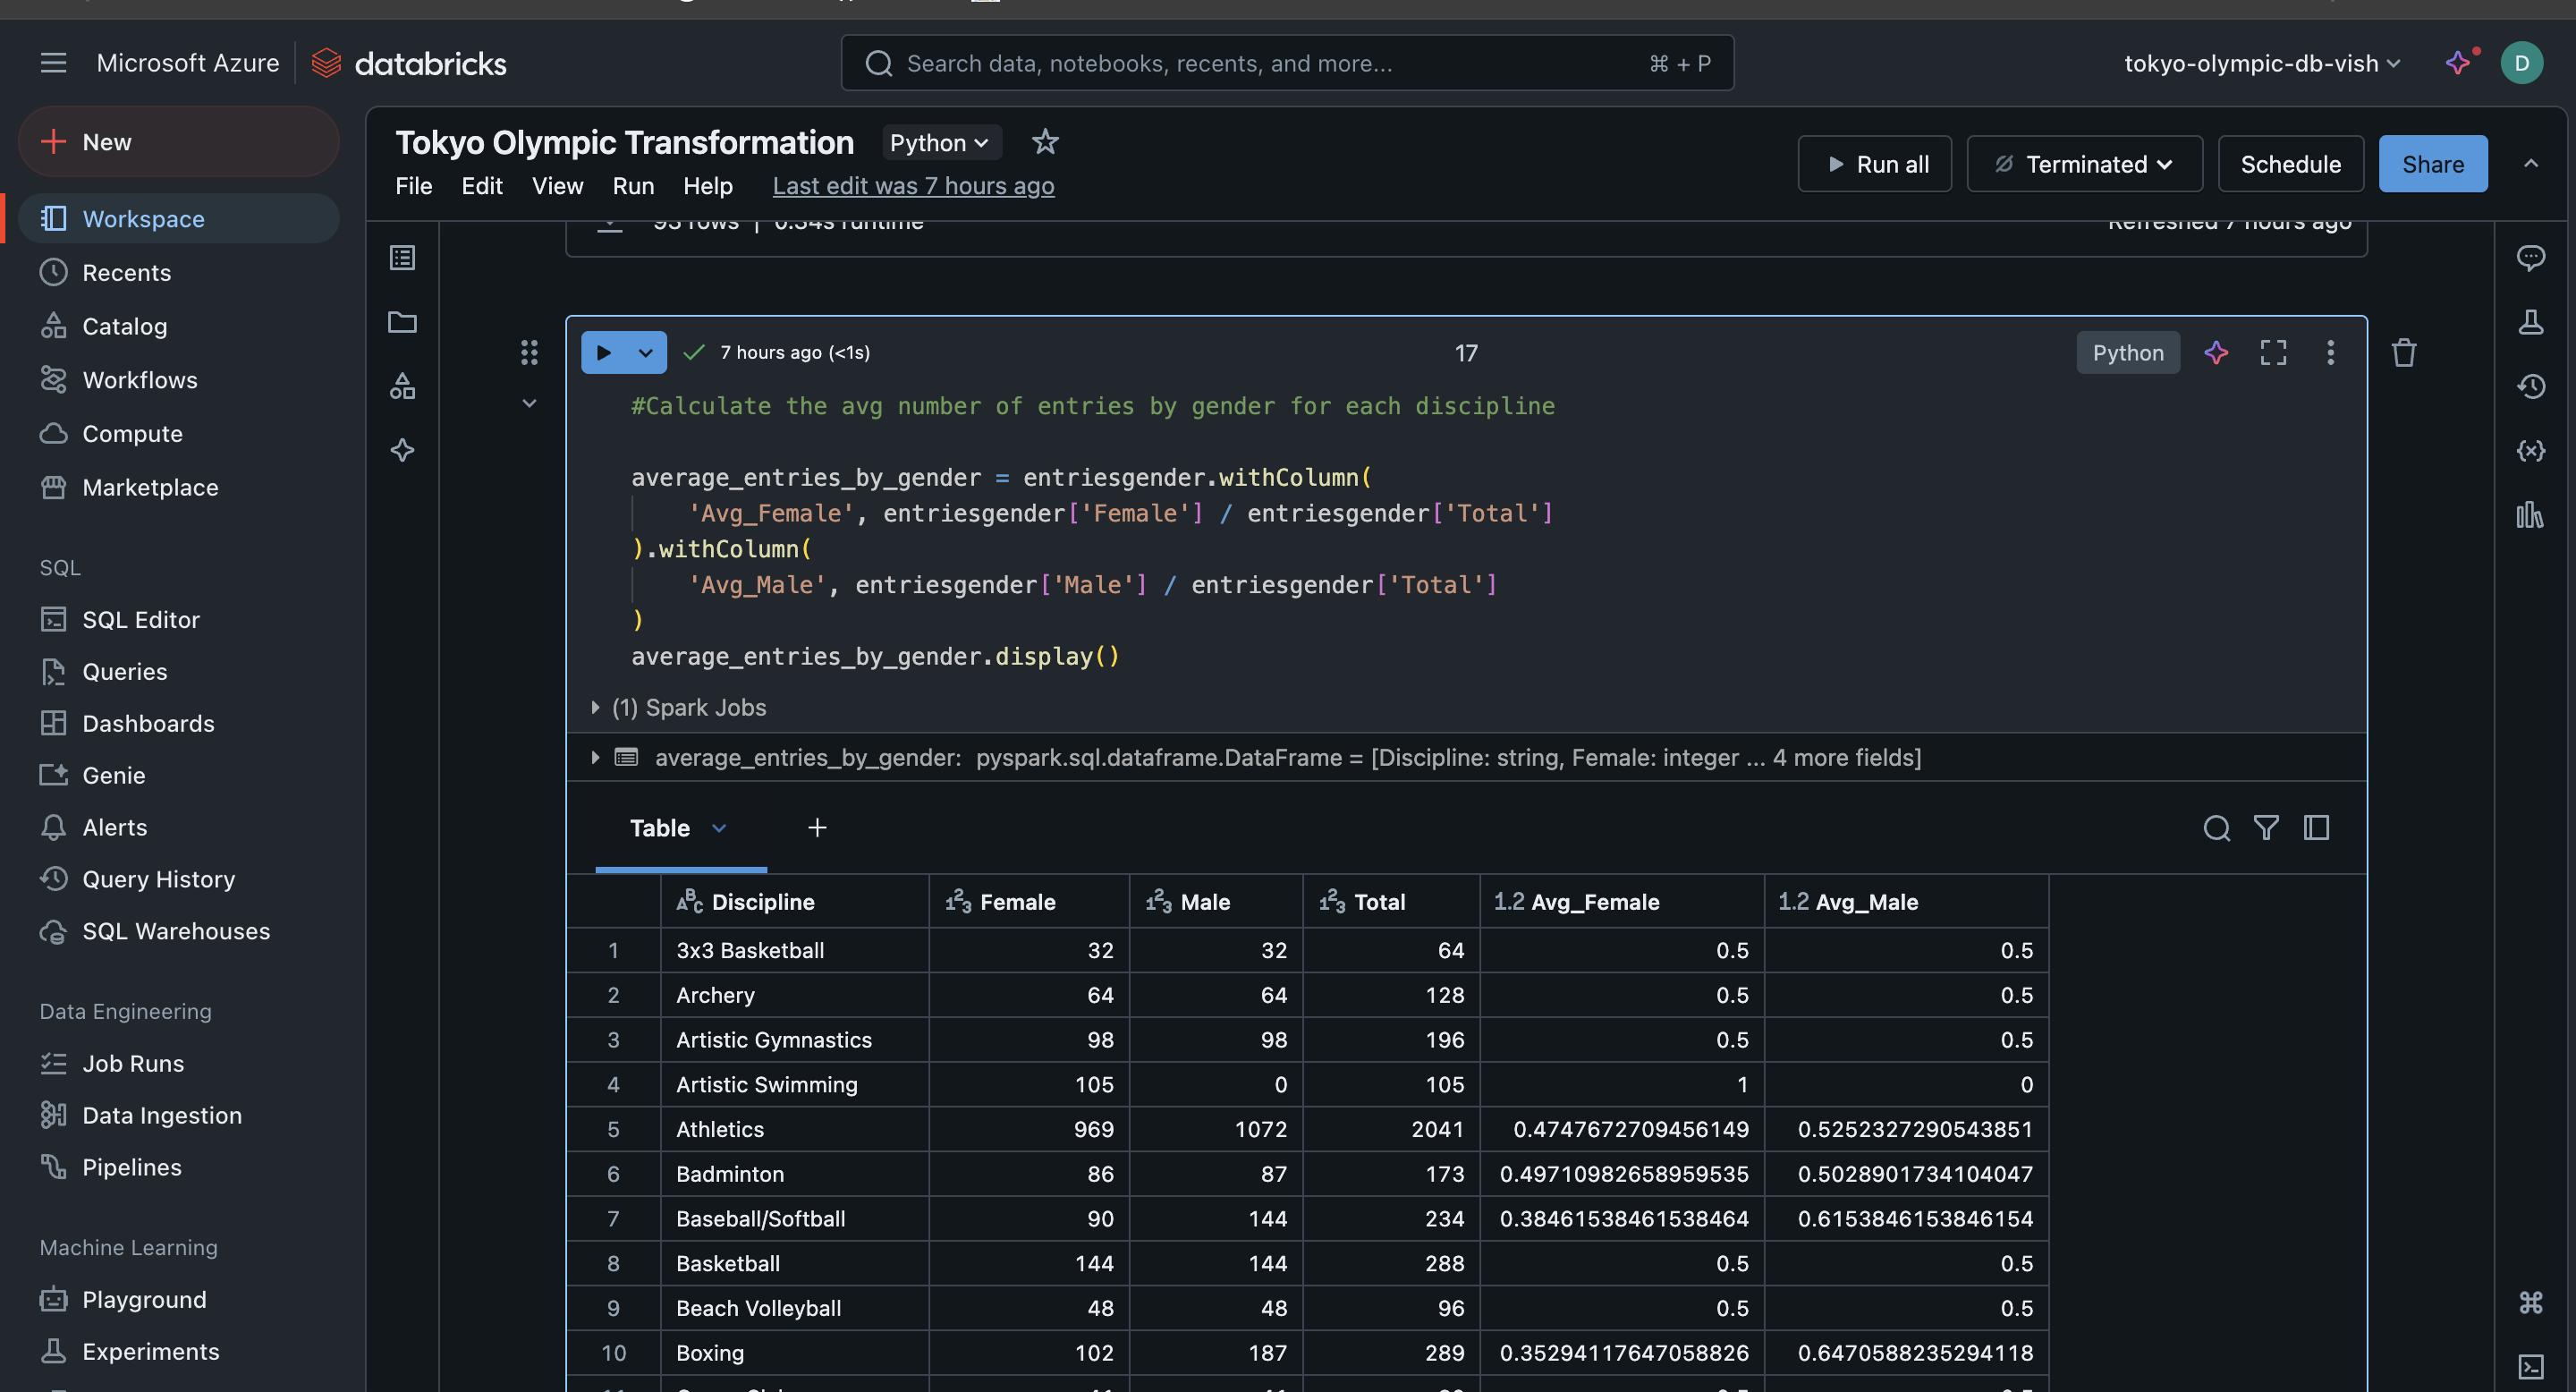 Microsoft Azure databricks
Search data, notebooks, recents, and more... ⌘ + P
tokyo-olympic-db-vish
D
New
Workspace
Recents
Catalog
Workflows
Compute
Marketplace
SQL
SQL Editor
Queries
Dashboards
Genie
Alerts
Query History
SQL Warehouses
Data Engineering
Job Runs
Data Ingestion
Pipelines
Machine Learning
Playground
Experiments
Tokyo Olympic Transformation Python
File Edit View Run Help Last edit was 7 hours ago
Run all Terminated Schedule Share
93 rows | 0.34s runtime Refreshed 7 hours ago
7 hours ago (<1s) 17 Python
#Calculate the avg number of entries by gender for each discipline
average_entries_by_gender = entriesgender.withColumn(
'Avg_Female', entriesgender['Female'] / entriesgender['Total']
).withColumn(
'Avg_Male', entriesgender['Male'] / entriesgender['Total']
)
average_entries_by_gender.display()
(1) Spark Jobs
average_entries_by_gender: pyspark.sql.dataframe.DataFrame = [Discipline: string, Female: integer ... 4 more fields]
Table +
Discipline Female Male Total 1.2 Avg_Female 1.2 Avg_Male
1 3x3 Basketball 32 32 64 0.5 0.5
2 Archery 64 64 128 0.5 0.5
3 Artistic Gymnastics 98 98 196 0.5 0.5
4 Artistic Swimming 105 0 105 1 0
5 Athletics 969 1072 2041 0.4747672709456149 0.5252327290543851
6 Badminton 86 87 173 0.49710982658959535 0.5028901734104047
7 Baseball/Softball 90 144 234 0.38461538461538464 0.6153846153846154
8 Basketball 144 144 288 0.5 0.5
9 Beach Volleyball 48 48 96 0.5 0.5
10 Boxing 102 187 289 0.35294117647058826 0.6470588235294118